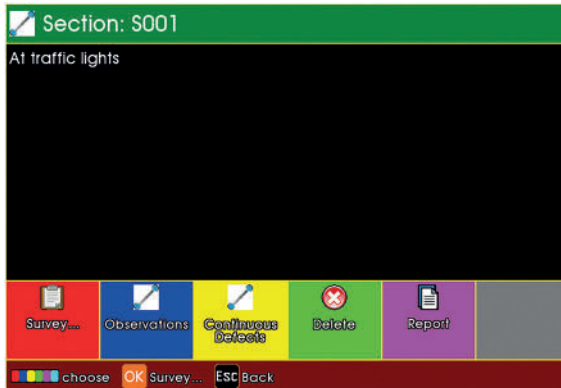 Section: S001
At traffic lights
Survey...
Observations
Continuous
Defects
Delete
Report
choose OK Survey... Esc Back